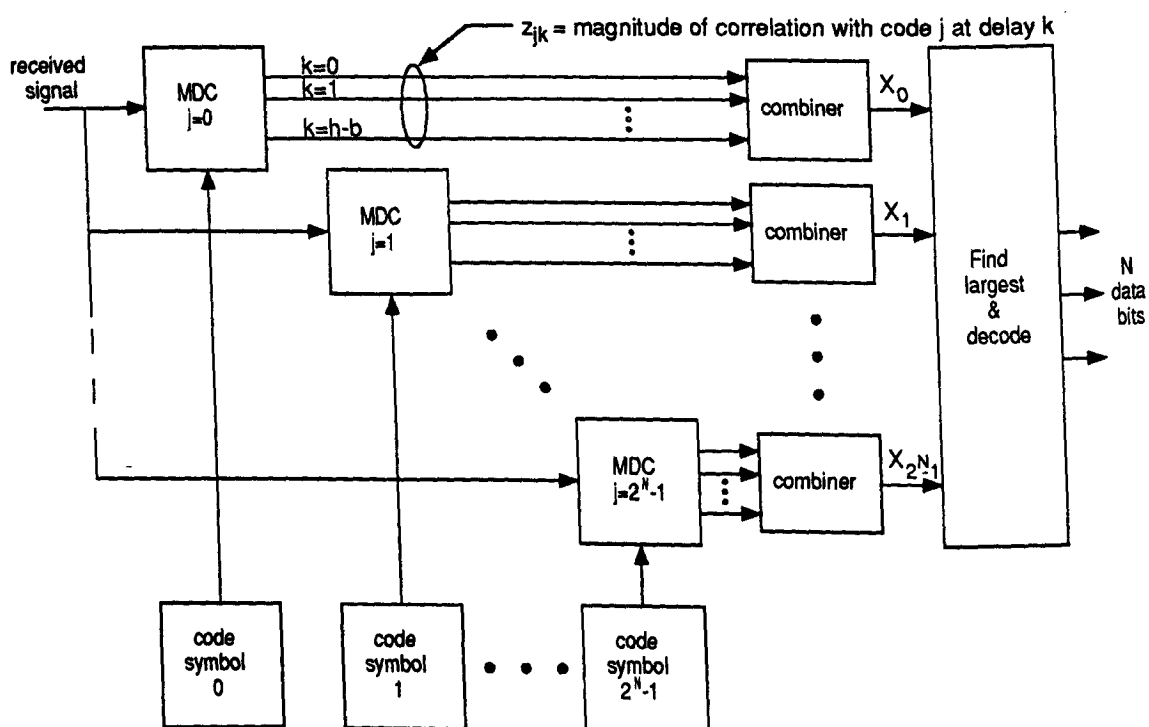 z_jk = magnitude of correlation with code j at delay k
received
signal
MDC
j=0
k=0
k=1
k=h-b
combiner
X_0
MDC
j=1
combiner
X_1
Find
largest
&
decode
N
data
bits
MDC
j=2^N-1
combiner
X_2^N-1
code
symbol
0
code
symbol
1
code
symbol
2^N-1